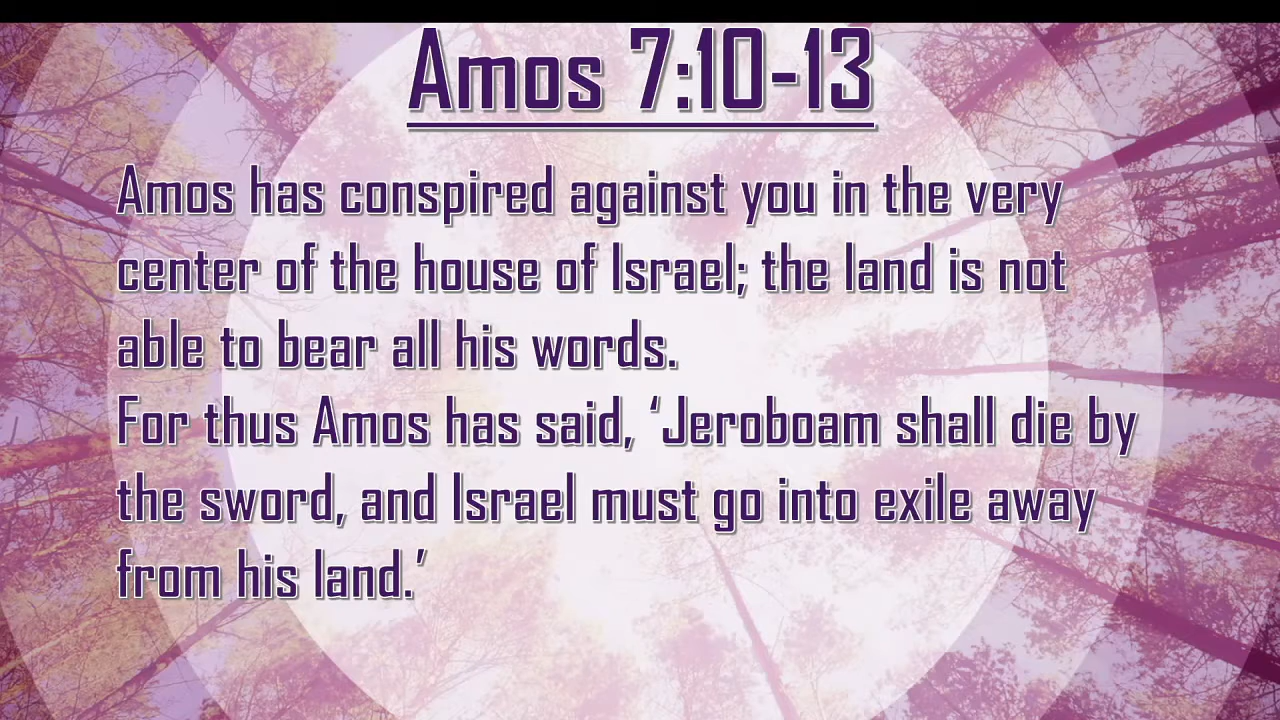 Amos 7:10-13
Amos has conspired against you in the very
center of the house of Israel; the land is not
able to bear all his words.
For thus Amos has said, ‘Jeroboam shall die by
the sword, and Israel must go into exile away
from his land.’